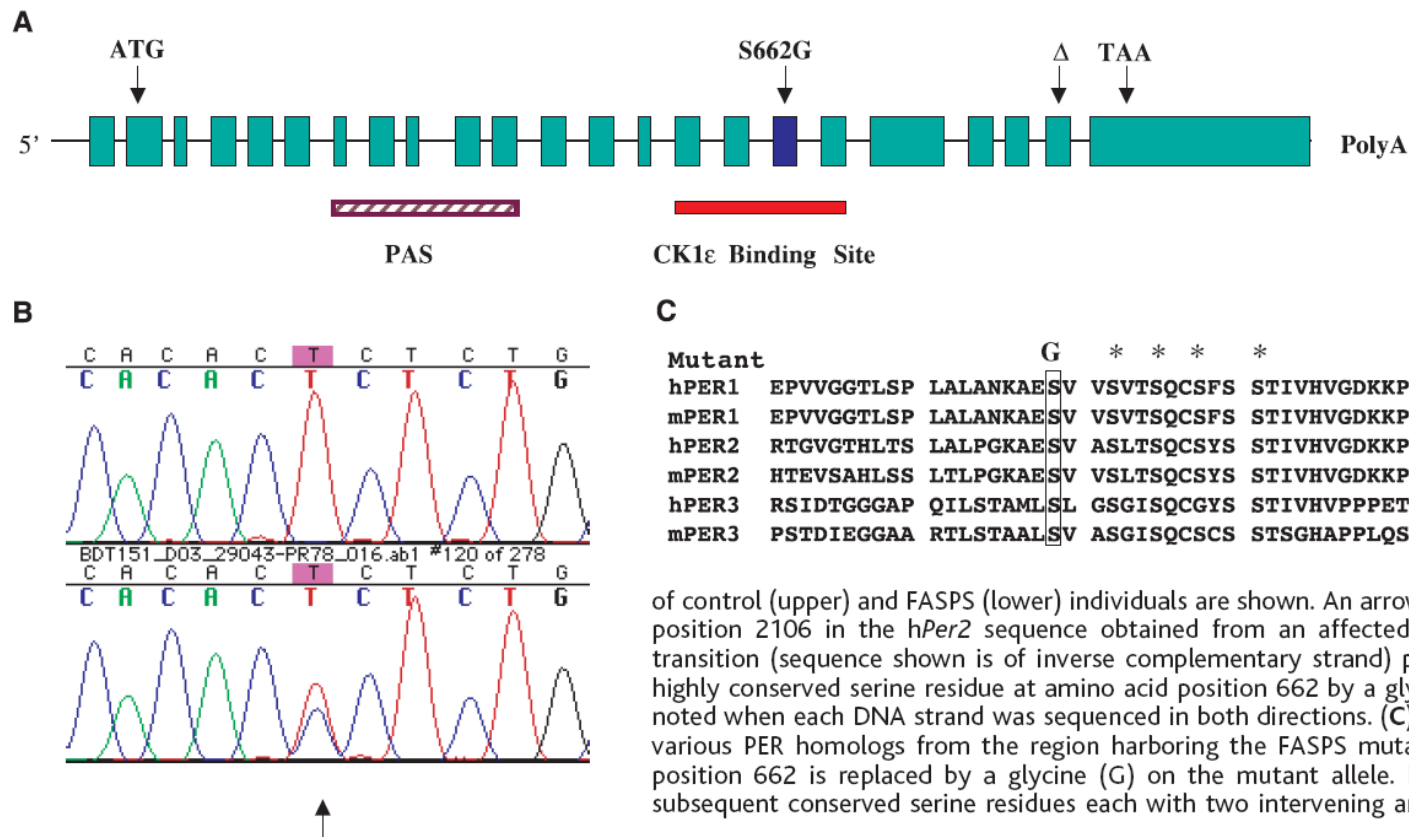 A
ATG S662G Δ TAA
5’ PolyA
PAS CK1ε Binding Site
B
C A C A C T C T C T G
C A C A C T C T C T G
BDT151_D03_29043-PR78_016.ab1 #120 of 278
C A C A C T C T C T G
C A C A C T C T C T G
C
G * * * *
Mutant
hPER1 EPVVGGTLSP LALANKAESV VSVTSQCSFS STIVHVGDKKP
mPER1 EPVVGGTLSP LALANKAESV VSVTSQCSFS STIVHVGDKKP
hPER2 RTGVGTHLTS LALPGKAESV ASLTSQCSYS STIVHVGDKKP
mPER2 HTEVSAHLSS LTLPGKAESV VSLTSQCSYS STIVHVGDKKP
hPER3 RSIDTGGGAP QILSTAMLSL GSGISQCGYS STIVHVPPPET
mPER3 PSTDIEGGAA RTLSTAALSV ASGISQCSCS STSGHAPPLQS
of control (upper) and FASPS (lower) individuals are shown. An arrow
position 2106 in the hPer2 sequence obtained from an affected
transition (sequence shown is of inverse complementary strand) p
highly conserved serine residue at amino acid position 662 by a gly
noted when each DNA strand was sequenced in both directions. (C)
various PER homologs from the region harboring the FASPS muta
position 662 is replaced by a glycine (G) on the mutant allele.
subsequent conserved serine residues each with two intervening ar